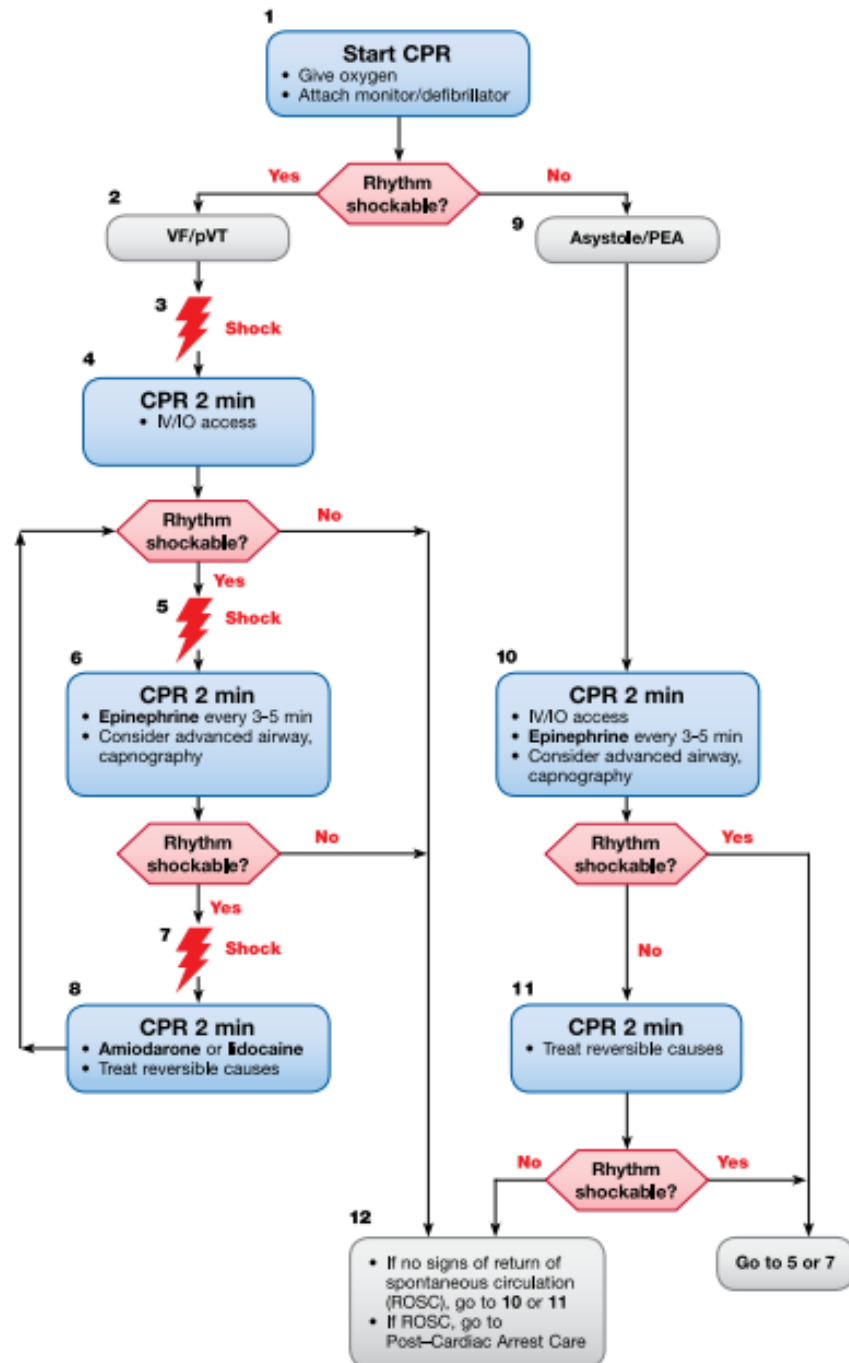 1
Start CPR
• Give oxygen
• Attach monitor/defibrillator
Yes
Rhythm
shockable?
No
2
VF/pVT
9
Asystole/PEA
3
Shock
4
CPR 2 min
• IV/IO access
Rhythm
shockable?
No
Yes
5
Shock
6
CPR 2 min
• Epinephrine every 3–5 min
• Consider advanced airway,
capnography
10
CPR 2 min
• IV/IO access
• Epinephrine every 3–5 min
• Consider advanced airway,
capnography
Rhythm
shockable?
No
Yes
Rhythm
shockable?
Yes
No
7
Shock
8
CPR 2 min
• Amiodarone or lidocaine
• Treat reversible causes
11
CPR 2 min
• Treat reversible causes
No
Rhythm
shockable?
Yes
12
• If no signs of return of
spontaneous circulation
(ROSC), go to 10 or 11
• If ROSC, go to
Post–Cardiac Arrest Care
Go to 5 or 7